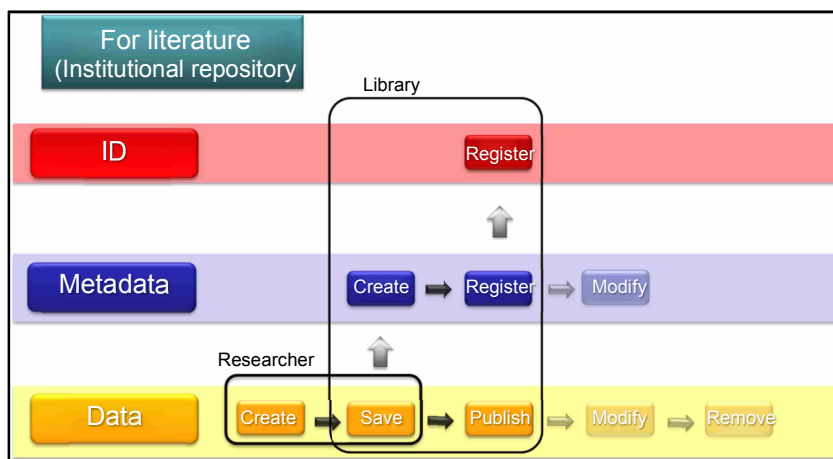 For literature
(Institutional repository
Library
ID
Register
Metadata
Create
Register
Modify
Researcher
Data
Create
Save
Publish
Modify
Remove